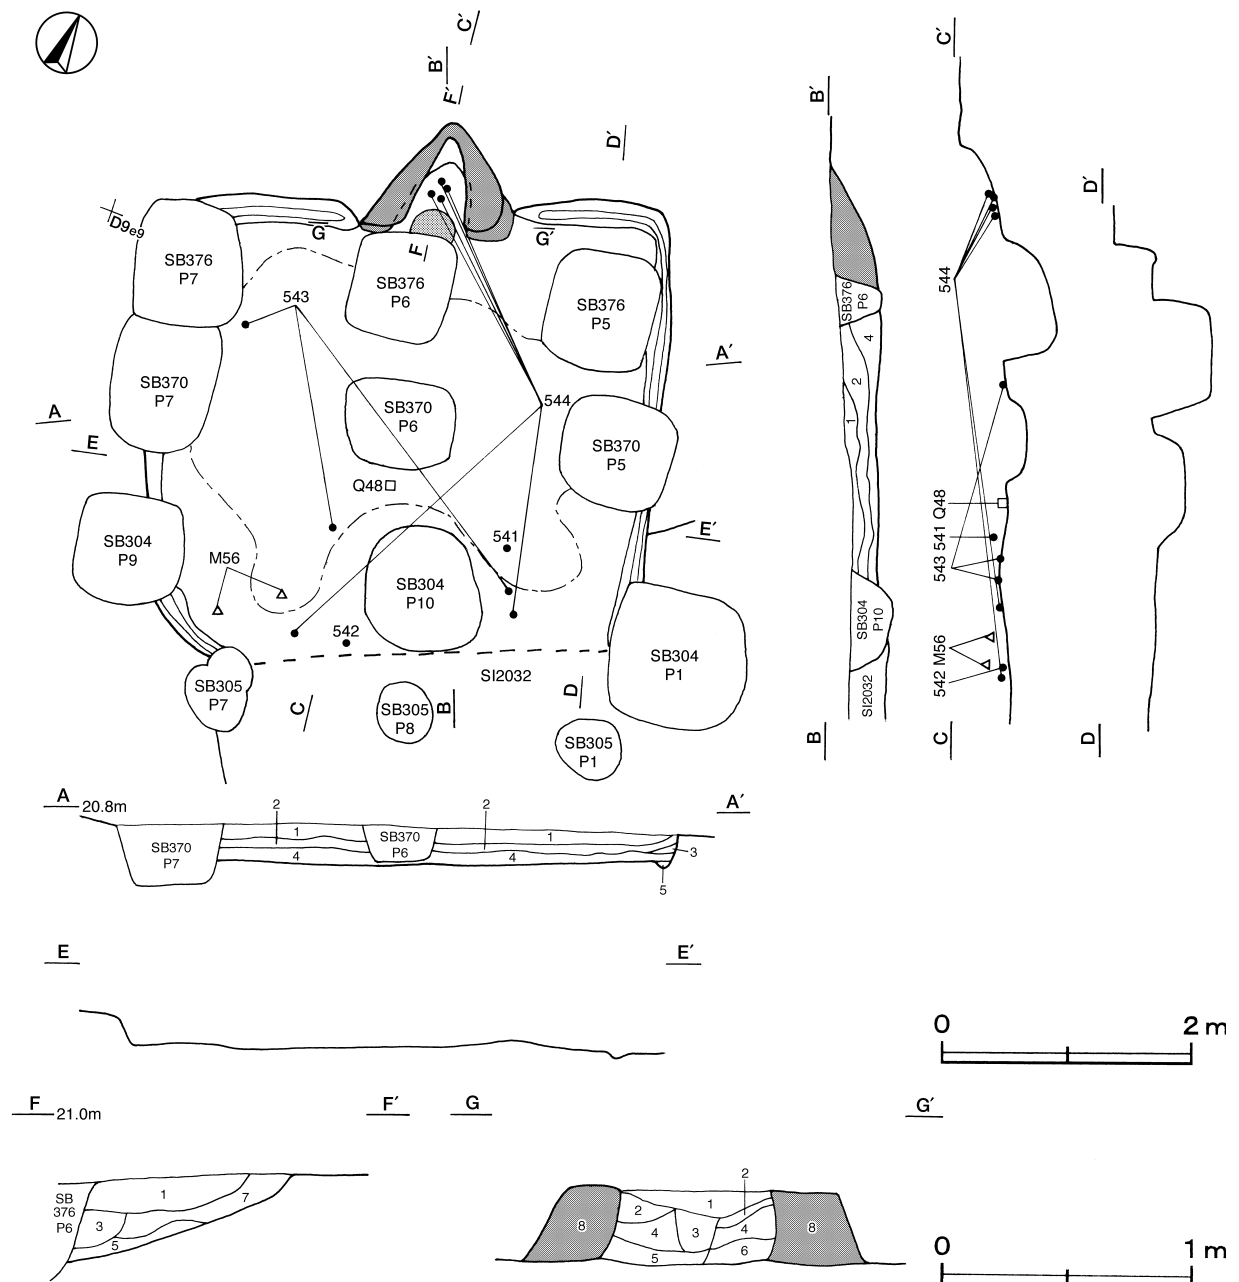 C′
B′
F′
D′
D9e9
G
G′
F
SB376
P7
SB376
P6
SB376
P5
543
A′
SB370
P7
SB370
P6
544
SB370
P5
A
E
Q48
E′
541
SB304
P9
M56
SB304
P10
542
SI2032
SB304
P1
SB305
P7
C
SB305
P8
B
D
SB305
P1
B′
SB376
P6
4
2
1
SB304
P10
SI2032
B
C′
544
Q48
541
543
M56
542
C
D′
D
A 20.8m
A′
2
2
1
1
SB370
P7
SB370
P6
4
4
3
5
E
E′
0 2 m
F 21.0m
F′
G
G′
SB
376
P6
1
7
3
5
2
1
2
8
4
3
4
8
5
6
0 1 m